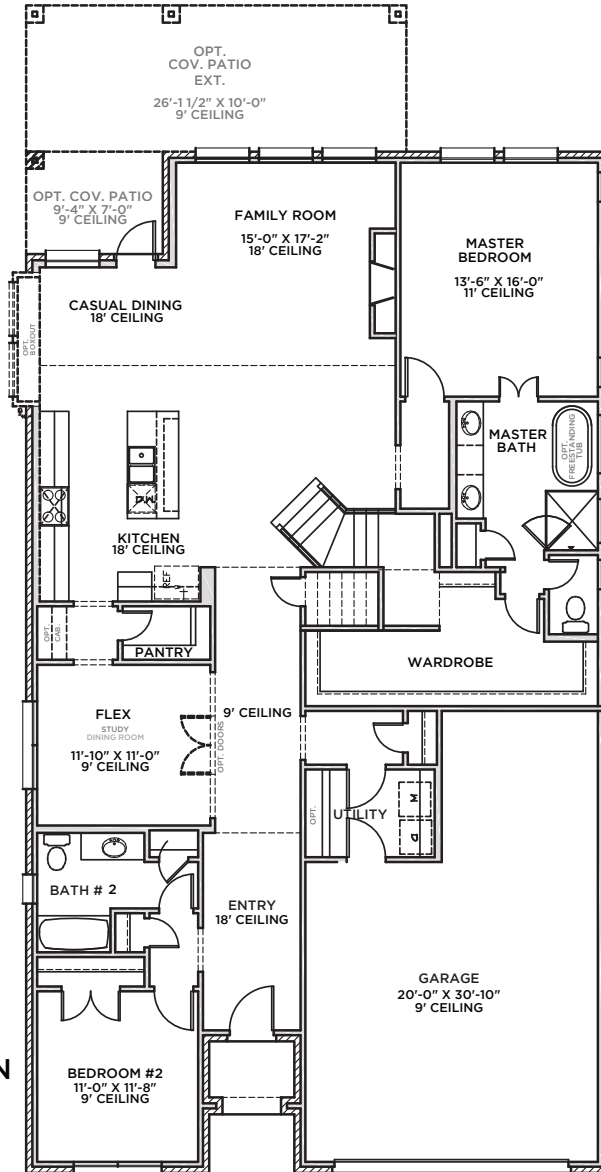 OPT.
COV. PATIO
EXT.
26'-1 1/2" X 10'-0"
9' CEILING
OPT. COV. PATIO
9'-4" X 7'-0"
9' CEILING
FAMILY ROOM
15'-0" X 17'-2"
18' CEILING
MASTER
BEDROOM
13'-6" X 16'-0"
11' CEILING
CASUAL DINING
18' CEILING
OPT.
BOXOUT
MASTER
BATH
OPT.
FREESTANDING
TUB
D.W.
KITCHEN
18' CEILING
REF
OPT.
CAB.
PANTRY
WARDROBE
FLEX
STUDY
DINING ROOM
11'-10" X 11'-0"
9' CEILING
OPT. DOORS
9' CEILING
OPT.
UTILITY
W
D
BATH # 2
ENTRY
18' CEILING
GARAGE
20'-0" X 30'-10"
9' CEILING
N
BEDROOM #2
11'-0" X 11'-8"
9' CEILING